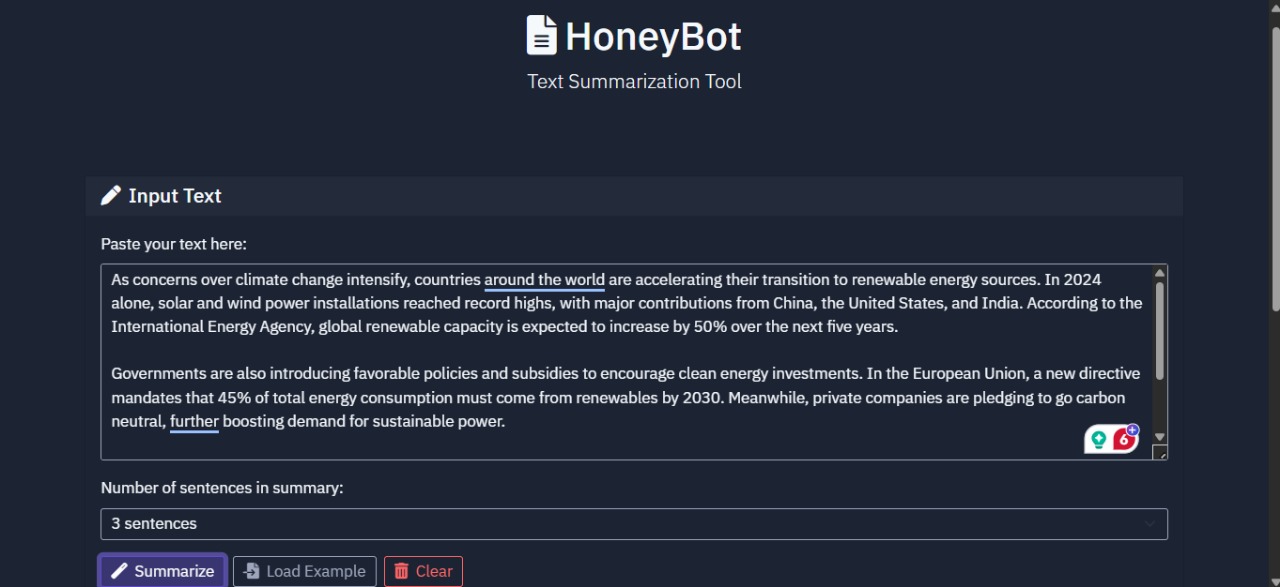 HoneyBot
Text Summarization Tool
Input Text
Paste your text here:
As concerns over climate change intensify, countries around the world are accelerating their transition to renewable energy sources. In 2024
alone, solar and wind power installations reached record highs, with major contributions from China, the United States, and India. According to the
International Energy Agency, global renewable capacity is expected to increase by 50% over the next five years.
Governments are also introducing favorable policies and subsidies to encourage clean energy investments. In the European Union, a new directive
mandates that 45% of total energy consumption must come from renewables by 2030. Meanwhile, private companies are pledging to go carbon
neutral, further boosting demand for sustainable power.
6
Number of sentences in summary:
3 sentences
Summarize Load Example Clear